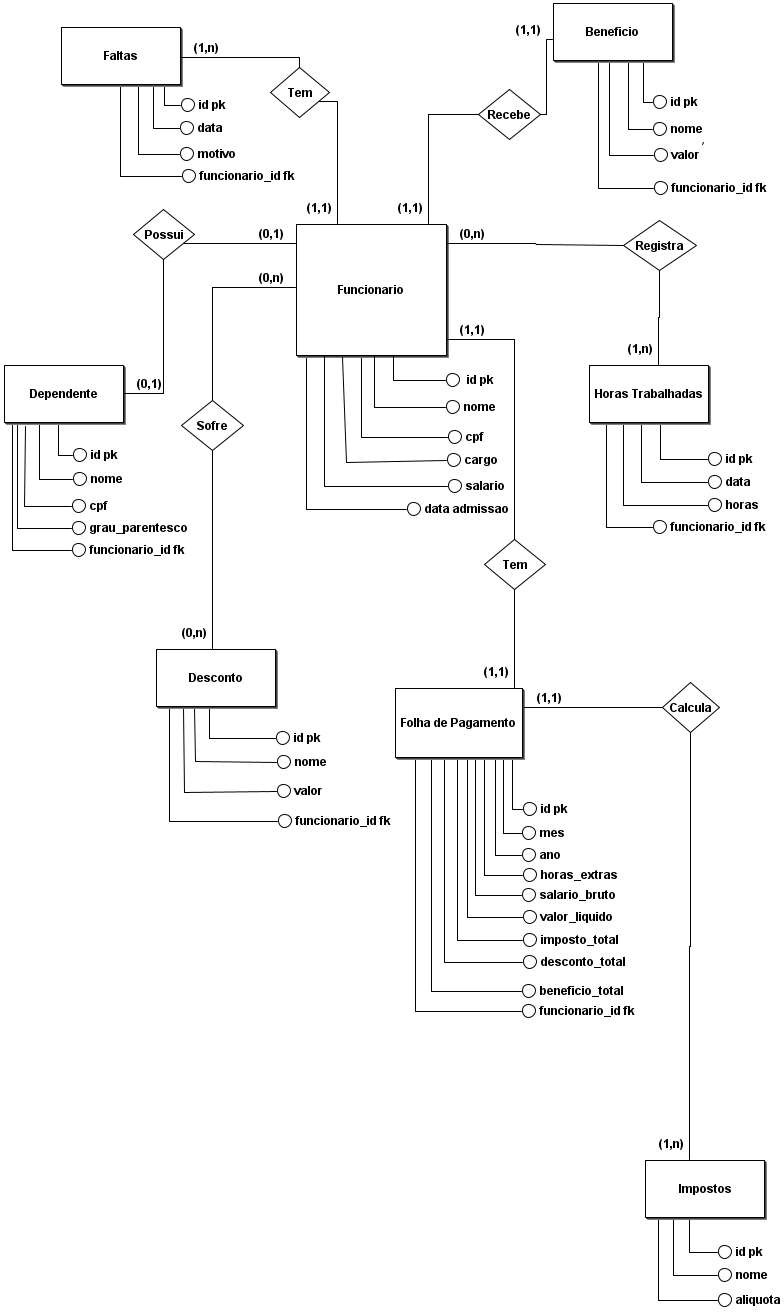 Faltas
(1,n)
Tem
id pk
data
motivo
funcionario_id fk
(1,1)
(1,1)
Beneficio
Recebe
id pk
nome
valor
funcionario_id fk
(1,1)
Possui
(0,1)
(0,n)
Funcionario
(0,n)
Registra
(1,1)
(1,n)
Dependente
(0,1)
id pk
nome
cpf
grau_parentesco
funcionario_id fk
Sofre
id pk
nome
cpf
cargo
salario
data admissao
Horas Trabalhadas
id pk
data
horas
funcionario_id fk
Tem
(0,n)
Desconto
id pk
nome
valor
funcionario_id fk
(1,1)
Folha de Pagamento
(1,1)
Calcula
id pk
mes
ano
horas_extras
salario_bruto
valor_liquido
imposto_total
desconto_total
beneficio_total
funcionario_id fk
(1,n)
Impostos
id pk
nome
aliquota